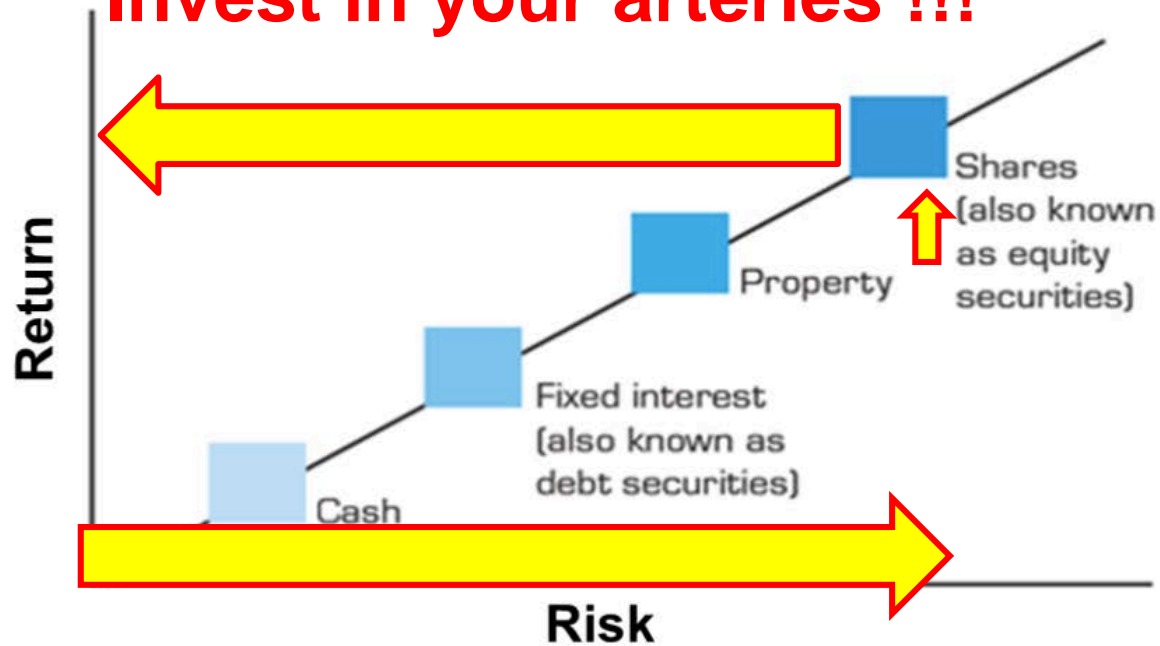 Invest in your arteries !!!
Return
Shares
(also known
as equity
securities)
Property
Fixed interest
(also known as
debt securities)
Cash
Risk